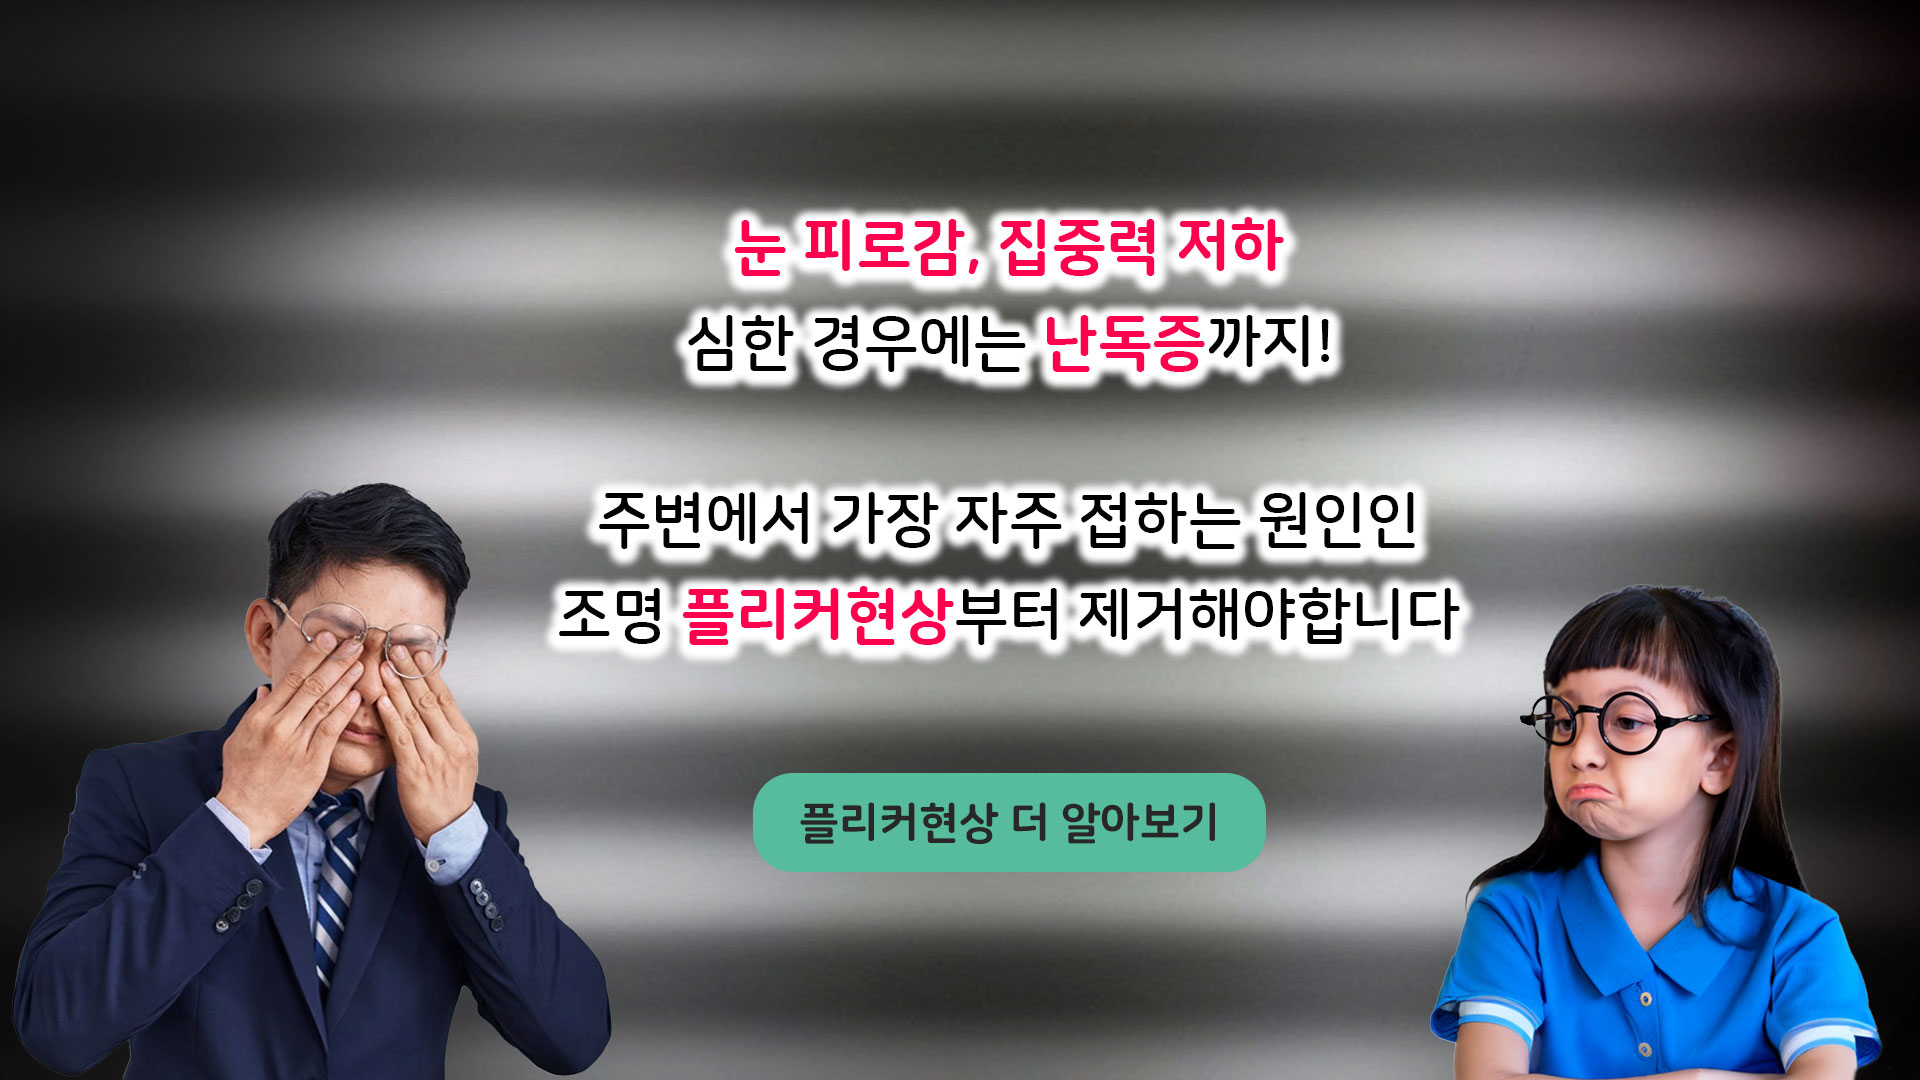 눈 피로감, 집중력 저하
심한 경우에는 난독증까지!
주변에서 가장 자주 접하는 원인인
조명 플리커현상부터 제거해야합니다
플리커현상 더 알아보기